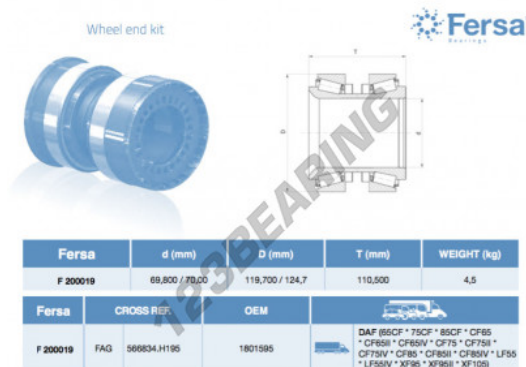 Wheel end kit
Fersa
Bearings
T
D
d
123BEARING
Fersa d (mm) D (mm) T (mm) WEIGHT (kg)
F 200019 69,800 / 70,00 119,700 / 124,7 110,500 4,5
Fersa CROSS REF. OEM
F 200019 FAG 566834.H195 1801595
DAF (65CF * 75CF * 85CF * CF65
* CF65II * CF65IV * CF75 * CF75II *
CF75IV * CF85 * CF85II * CF85IV * LF55
* LF55IV * XF95 * XF95II * XF105)